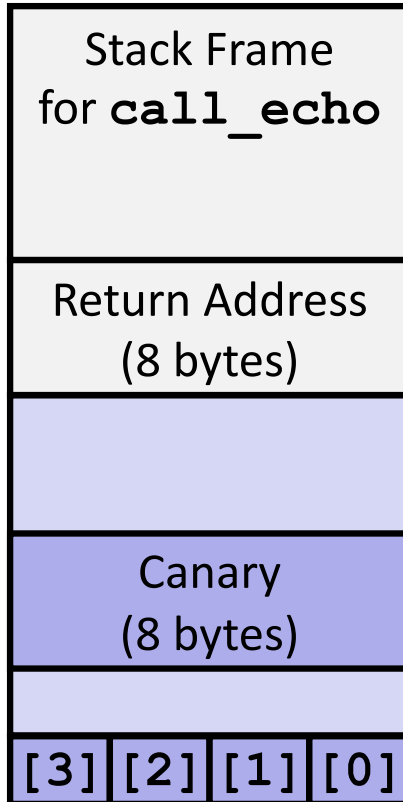 Stack Frame
for call_echo
Return Address
(8 bytes)
Canary
(8 bytes)
[3] [2] [1] [0]